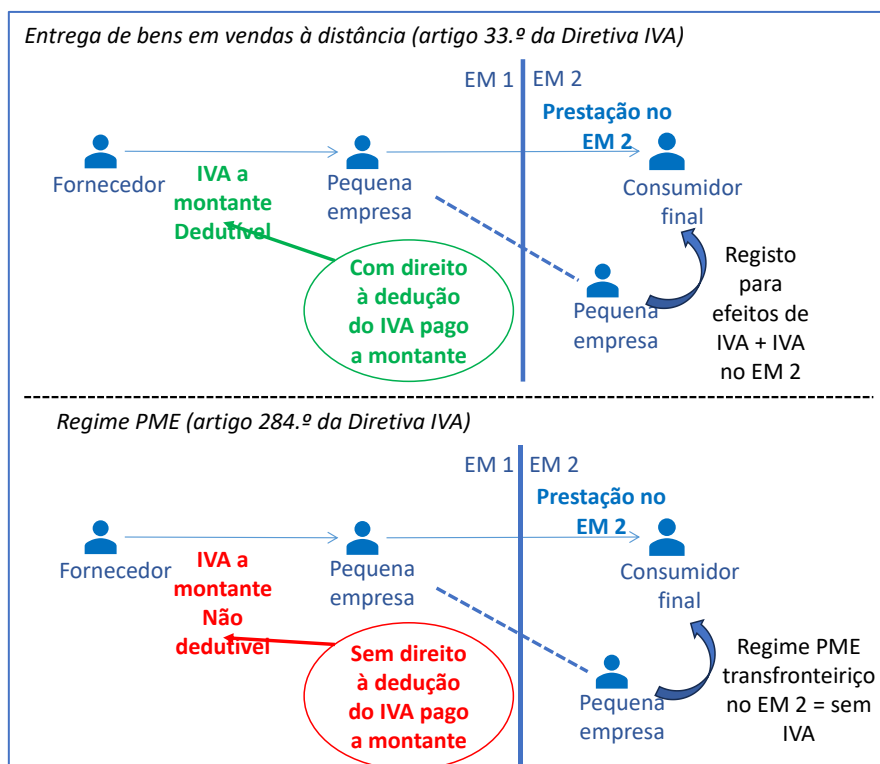 Entrega de bens em vendas à distância (artigo 33.º da Diretiva IVA)
EM 1
EM 2
Prestação no
EM 2
Fornecedor
IVA a
montante
Dedutível
Pequena
empresa
Consumidor
final
Com direito
à dedução
do IVA pago
a montante
Pequena
empresa
Registo
para
efeitos de
IVA + IVA
no EM 2
Regime PME (artigo 284.º da Diretiva IVA)
EM 1
EM 2
Prestação no
EM 2
Fornecedor
IVA a
montante
Não
dedutível
Pequena
empresa
Consumidor
final
Sem direito
à dedução
do IVA pago
a montante
Pequena
empresa
Regime PME
transfronteiriço
no EM 2 = sem
IVA